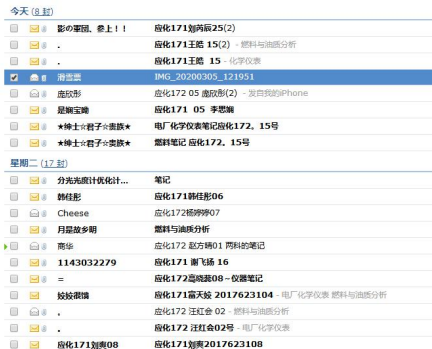 今天 (8 封)
影の軍団、参上！！ 应化171刘芮辰25(2)
. 应化171王皓 15(2) - 燃料与油质分析
. 应化171王皓 15 - 化学仪表
滑雪票 IMG_20200305_121951
庞欣彤 应化172 05 庞欣彤(2) - 发自我的iPhone
是娴宝呦 应化171 05 李思娴
★绅士☆君子☆贵族★ 电厂化学仪表笔记应化172。15号
★绅士☆君子☆贵族★ 燃料笔记 应化172。15号
星期二 (17 封)
分光光度计优化计... 笔记
韩佳彤 应化171韩佳彤06
Cheese 应化172杨婷婷07
月是故乡明 燃料与油质分析
商华 应化172 赵方晴01 两科的笔记
1143032279 应化171 谢飞扬 16
= 应化172高晓蕊08-仪器笔记
姣姣很慎 应化171富天姣 2017623104 - 电厂化学仪表 燃料与油质分析
. 应化172 汪红会 02 - 燃料与油质分析
. 应化172 汪红会02号 - 电厂化学仪表
应化171刘爽08 应化171刘爽2017623108